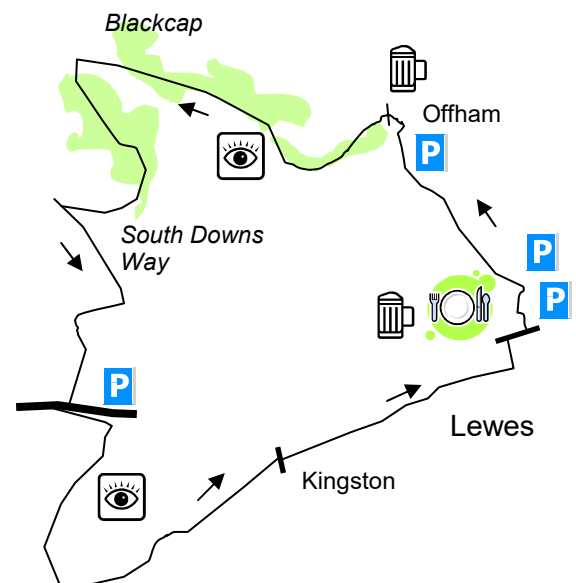 Blackcap
Offham
P
South Downs
Way
P
P
P
Lewes
Kingston